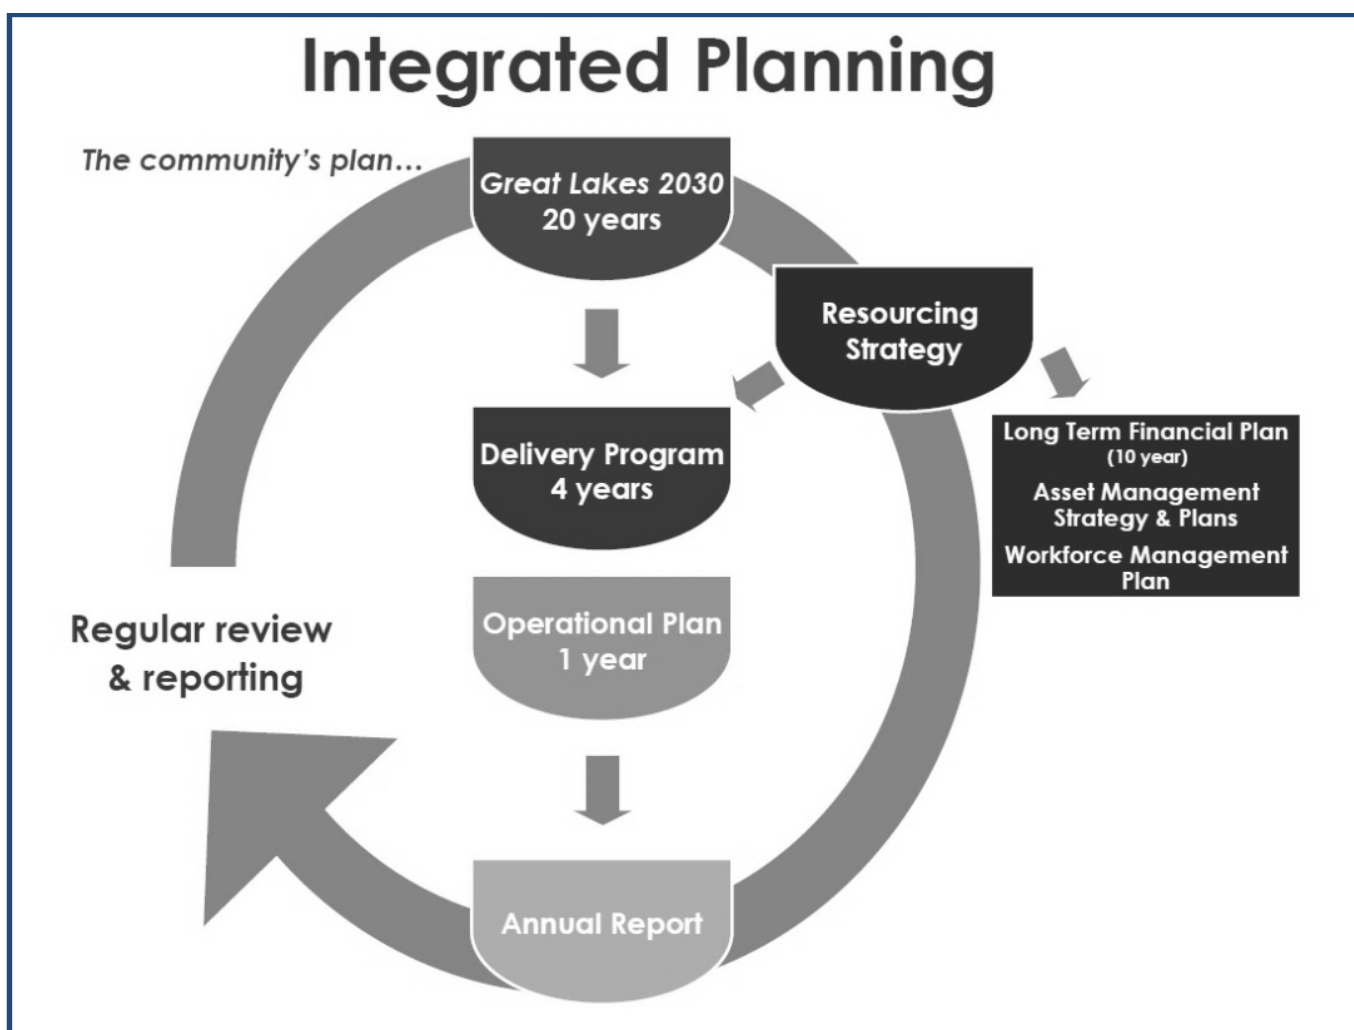 Integrated Planning
The community's plan...
Great Lakes 2030
20 years
Resourcing
Strategy
Delivery Program
4 years
Long Term Financial Plan
(10 year)
Asset Management
Strategy & Plans
Workforce Management
Plan
Operational Plan
1 year
Regular review
& reporting
Annual Report